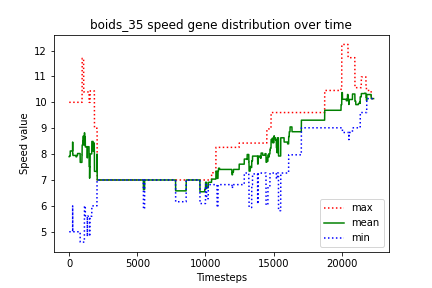 boids_35 speed gene distribution over time
Speed value
12
11
10
9
8
7
6
5
max
mean
min
0
5000
10000
15000
20000
Timesteps